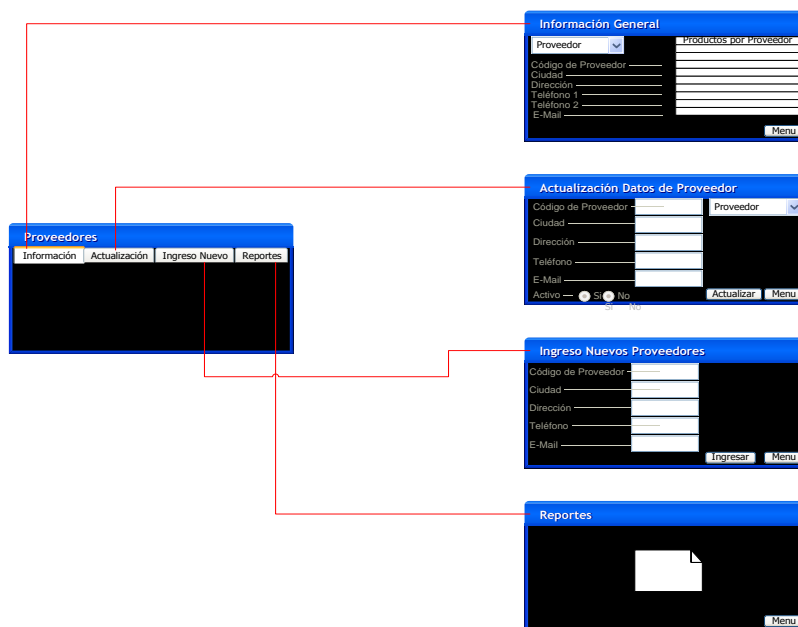 Información General
Proveedor
Productos por Proveedor
Código de Proveedor
Ciudad
Dirección
Teléfono 1
Teléfono 2
E-Mail
Menu
Actualización Datos de Proveedor
Código de Proveedor
Proveedor
Ciudad
Dirección
Teléfono
E-Mail
Activo
Si
No
Si
No
Actualizar
Menu
Proveedores
Información
Actualización
Ingreso Nuevo
Reportes
Ingreso Nuevos Proveedores
Código de Proveedor
Ciudad
Dirección
Teléfono
E-Mail
Ingresar
Menu
Reportes
Menu